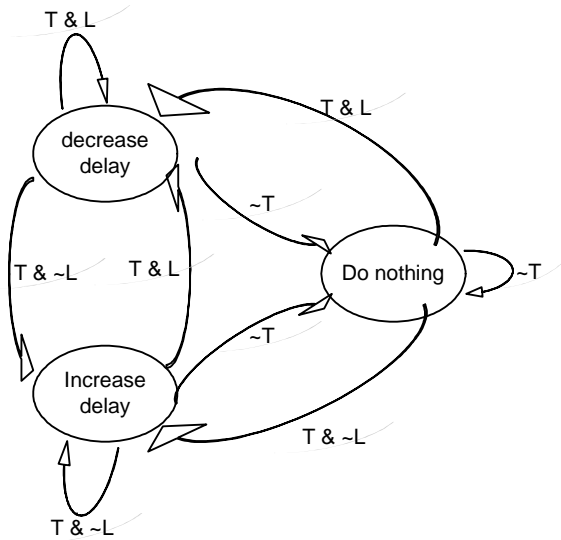 T & L
T & L
decrease
delay
~T
T & ~L
T & L
Do nothing
~T
~T
Increase
delay
T & ~L
T & ~L